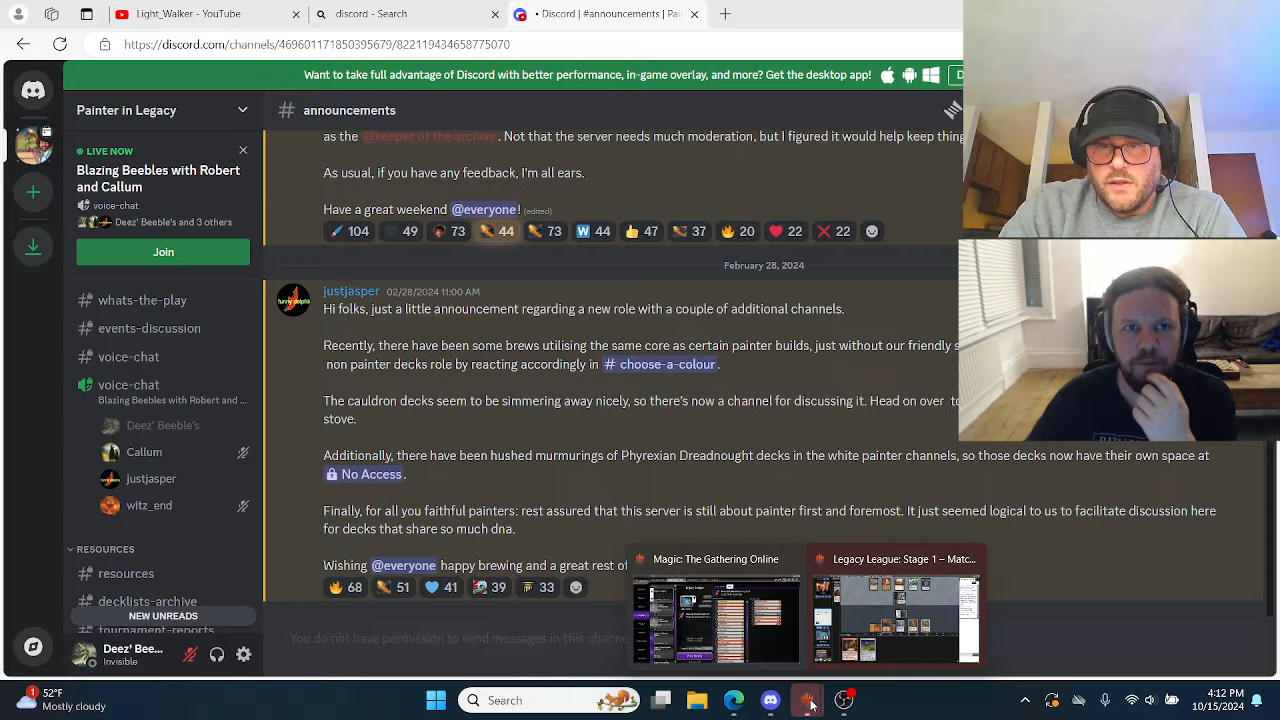 Light_Walker - YouTube
discord - Search
• Discord | #announcements | Pai
https://discord.com/channels/469601171850395679/822119434658775070
Want to take full advantage of Discord with better performance, in-game overlay, and more? Get the desktop app!
Painter in Legacy
# announcements
LIVE NOW
Blazing Beebles with Robert
and Callum
voice-chat
Deez' Beeble's and 3 others
Join
whats-the-play
events-discussion
voice-chat
voice-chat
Blazing Beebles with Robert and ...
Deez' Beeble's
Callum
justjasper
witz_end
RESOURCES
resources
decklists-archive
NEW UNREADS
tournament-reports
Deez' Beeble
Invisible
as the @keeper of the archive. Not that the server needs much moderation, but I figured it would help keep thing
As usual, if you have any feedback, I'm all ears.
Have a great weekend @everyone! (edited)
104 49 73 44 73 44 47 37 20 22 22
February 28, 2024
justjasper 02/28/2024 11:00 AM
Hi folks, just a little announcement regarding a new role with a couple of additional channels.
Recently, there have been some brews utilising the same core as certain painter builds, just without our friendly s
non painter decks role by reacting accordingly in # choose-a-colour.
The cauldron decks seem to be simmering away nicely, so there's now a channel for discussing it. Head on over to
stove.
Additionally, there have been hushed murmurings of Phyrexian Dreadnought decks in the white painter channels, so those decks now have their own space at
No Access.
Finally, for all you faithful painters: rest assured that this server is still about painter first and foremost. It just seemed logical to us to facilitate discussion here
for decks that share so much dna.
Wishing @everyone happy brewing and a great rest of
68 51 41 39 33
You do not have permission to send messages in this channe
Magic The Gathering Online
Legacy League: Stage 1 – Matc...
1
52°F
Mostly cloudy
Search
4:12 PM
10/15/2024